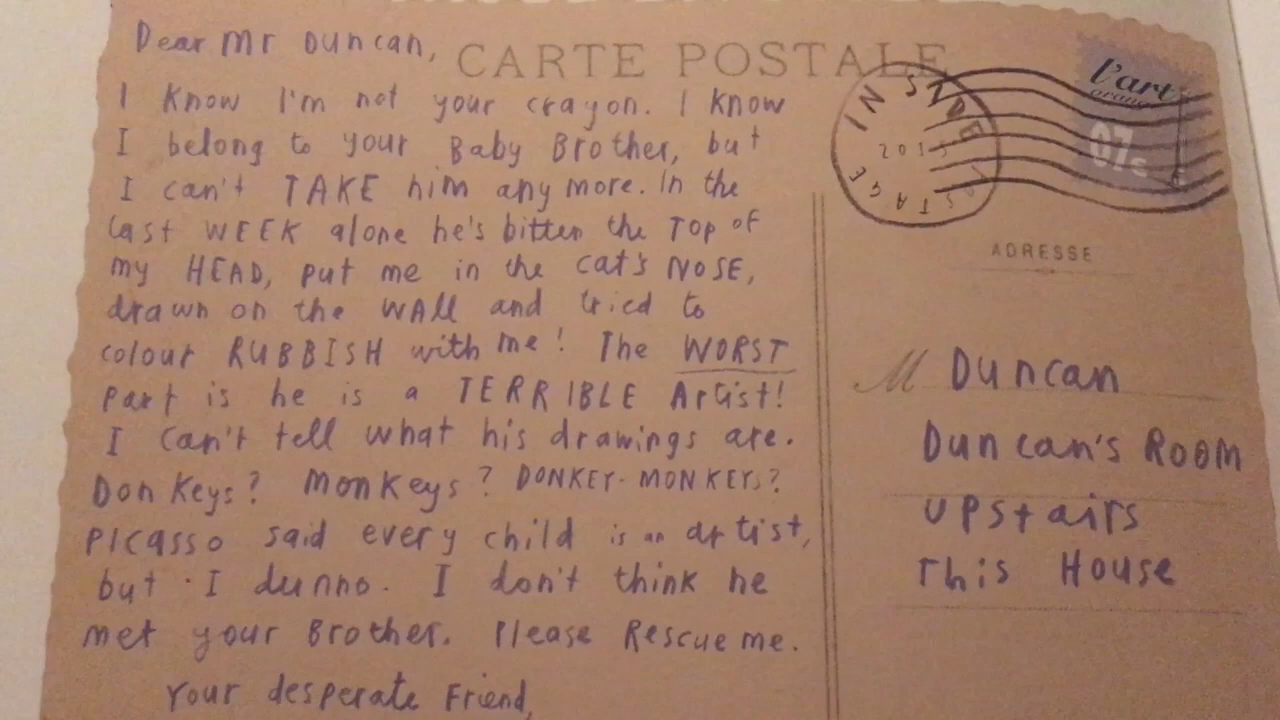 Dear Mr Duncan,
CARTE POSTALE
I know I'm not your crayon. I know
I belong to your Baby Brother, but
I can't TAKE him any more. In the
last WEEK alone he's bitten the TOP of
my HEAD, put me in the cat's NOSE,
drawn on the WAll and tried to
colour RUBBISH with me! The WORST
part is he is a TERRIBLE Artist!
I can't tell what his drawings are.
Donkeys? Monkeys? DONKEY-MONKEYS?
Picasso said every child is an artist,
but I dunno. I don't think he
met your Brother. Please Rescue me.
Your desperate Friend,
l'art
07c
INSIDE
2015
POSTAGE
ADRESSE
M Duncan
Duncan's ROOM
Upstairs
This House